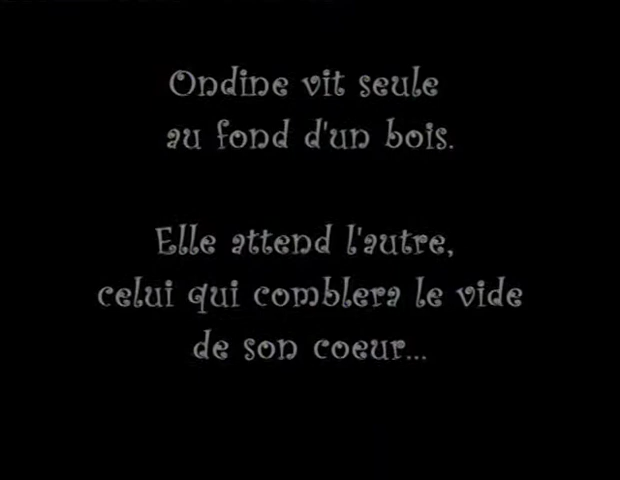 Ondine vit seule
au fond d'un bois.
Elle attend l'autre,
celui qui comblera le vide
de son coeur...